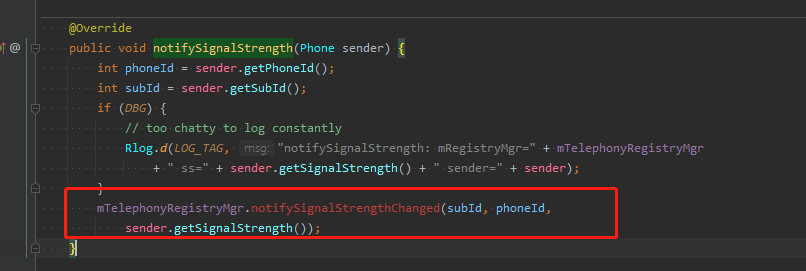 @Override
public void notifySignalStrength(Phone sender) {
int phoneId = sender.getPhoneId();
int subId = sender.getSubId();
if (DBG) {
// too chatty to log constantly
Rlog.d(LOG_TAG, msg: "notifySignalStrength: mRegistryMgr=" + mTelephonyRegistryMgr
+ " ss=" + sender.getSignalStrength() + " sender=" + sender);
}
mTelephonyRegistryMgr.notifySignalStrengthChanged(subId, phoneId,
sender.getSignalStrength());
}